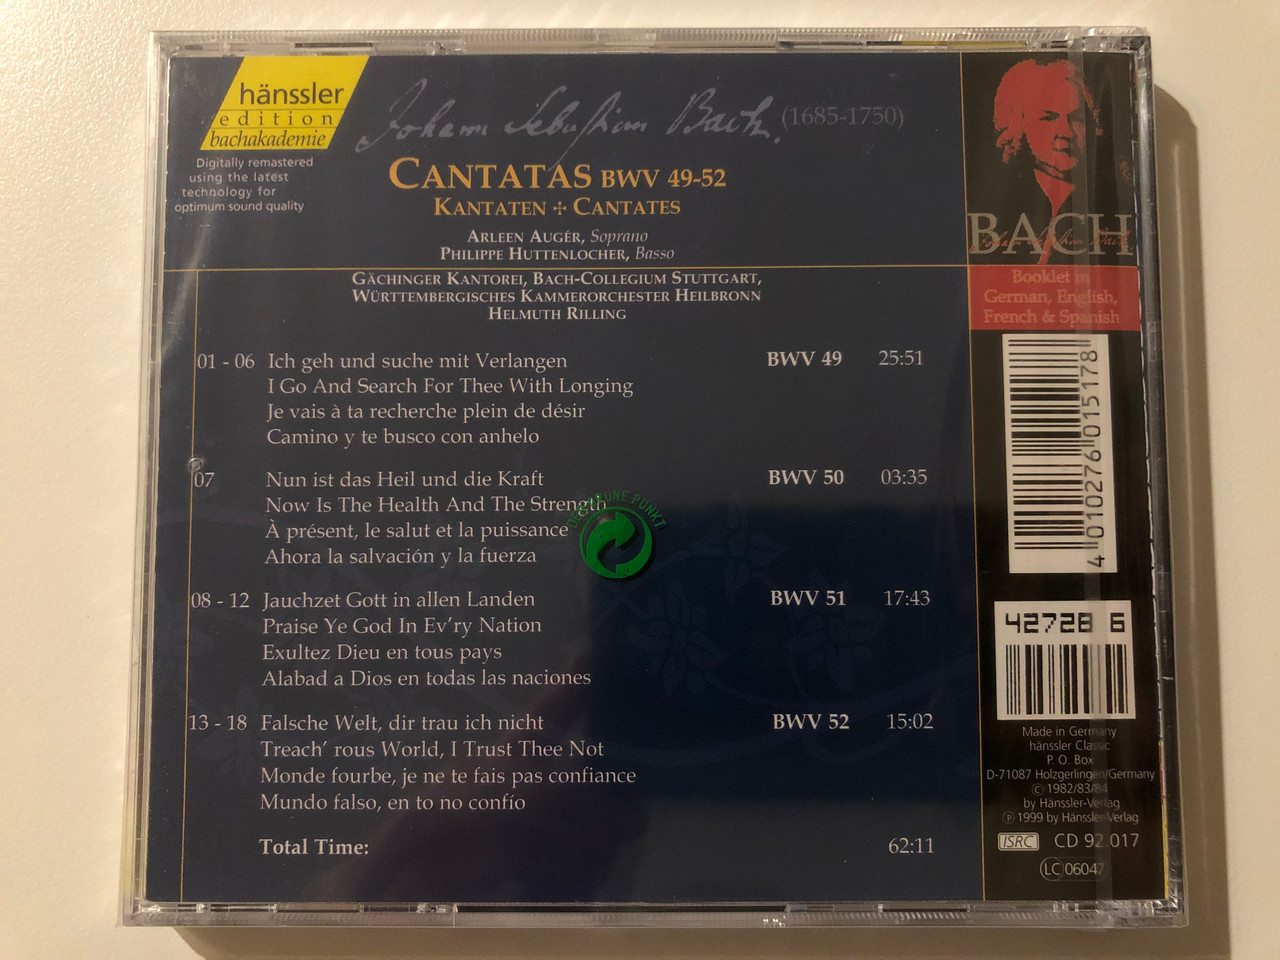 hänssler
edition
bachakademie
Digitally remastered
using the latest
technology for
optimum sound quality
Johann Sebastian Bach. (1685-1750)
CANTATAS BWV 49-52
KANTATEN + CANTATES
ARLEEN AUGÉR, Soprano
PHILIPPE HUTTENLOCHER, Basso
GÄCHINGER KANTOREI, BACH-COLLEGIUM STUTTGART,
WÜRTTEMBERGISCHES KAMMERORCHESTER HEILBRONN
HELMUTH RILLING
01 - 06 Ich geh und suche mit Verlangen BWV 49 25:51
I Go And Search For Thee With Longing
Je vais à ta recherche plein de désir
Camino y te busco con anhelo
07 Nun ist das Heil und die Kraft BWV 50 03:35
Now Is The Health And The Strength
À présent, le salut et la puissance
Ahora la salvación y la fuerza
DER GRÜNE PUNKT
08 - 12 Jauchzet Gott in allen Landen BWV 51 17:43
Praise Ye God In Ev'ry Nation
Exultez Dieu en tous pays
Alabad a Dios en todas las naciones
13 - 18 Falsche Welt, dir trau ich nicht BWV 52 15:02
Treach' rous World, I Trust Thee Not
Monde fourbe, je ne te fais pas confiance
Mundo falso, en to no confío
Total Time: 62:11
BACH
Booklet in
German, English,
French & Spanish
4 010276 015178
42728 6
Made in Germany
hänssler Classic
P. O. Box
D-71087 Holzgerlingen/Germany
© 1982/83/84
by Hänssler-Verlag
℗ 1999 by Hänssler-Verlag
ISRC CD 92.017
LC 06047